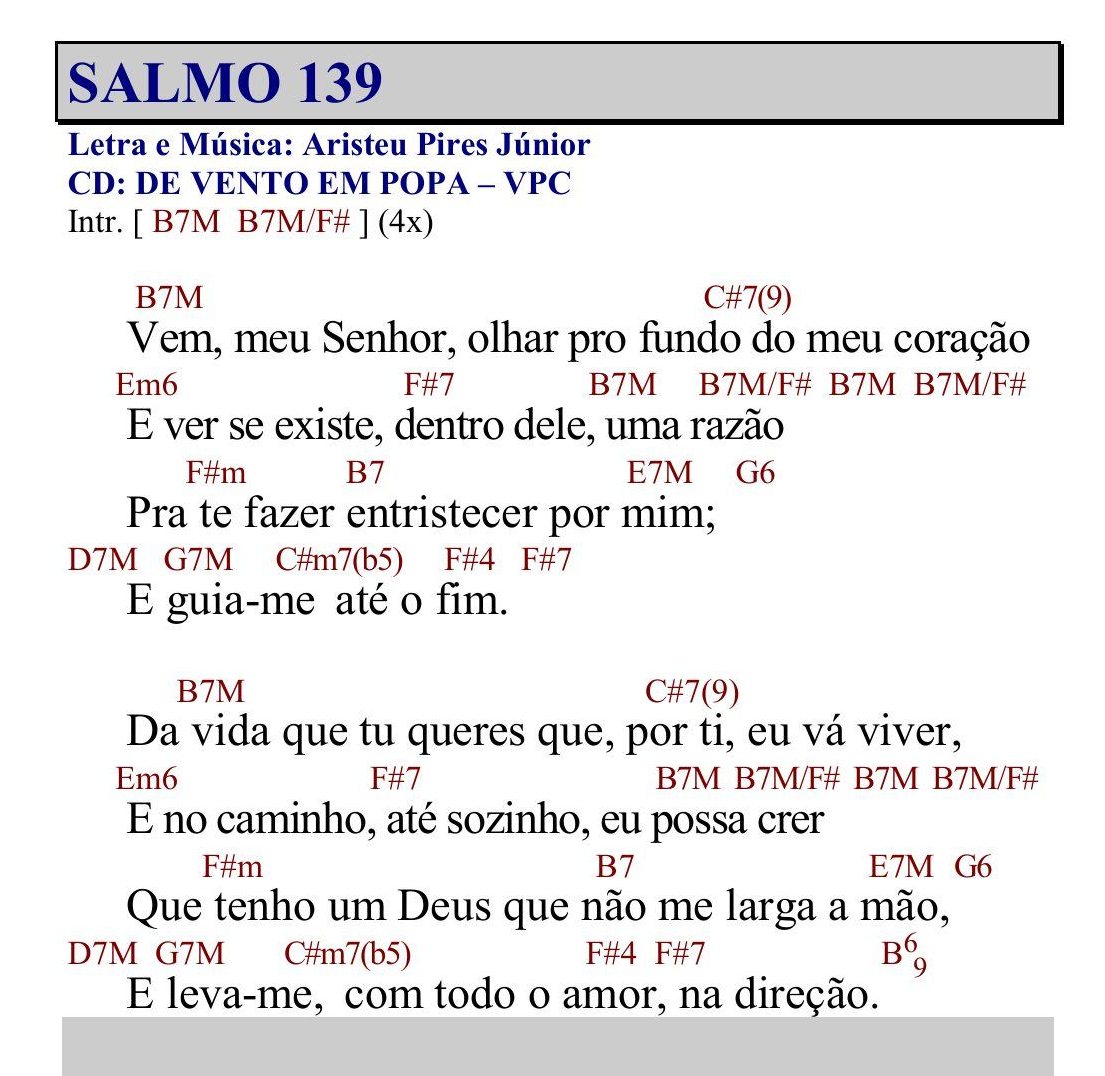 SALMO 139
Letra e Música: Aristeu Pires Júnior
CD: DE VENTO EM POPA – VPC
Intr. [ B7M B7M/F# ] (4x)
B7M C#7(9)
Vem, meu Senhor, olhar pro fundo do meu coração
Em6 F#7 B7M B7M/F# B7M B7M/F#
E ver se existe, dentro dele, uma razão
F#m B7 E7M G6
Pra te fazer entristecer por mim;
D7M G7M C#m7(b5) F#4 F#7
E guia-me até o fim.
B7M C#7(9)
Da vida que tu queres que, por ti, eu vá viver,
Em6 F#7 B7M B7M/F# B7M B7M/F#
E no caminho, até sozinho, eu possa crer
F#m B7 E7M G6
Que tenho um Deus que não me larga a mão,
D7M G7M C#m7(b5) F#4 F#7 B6 9
E leva-me, com todo o amor, na direção.